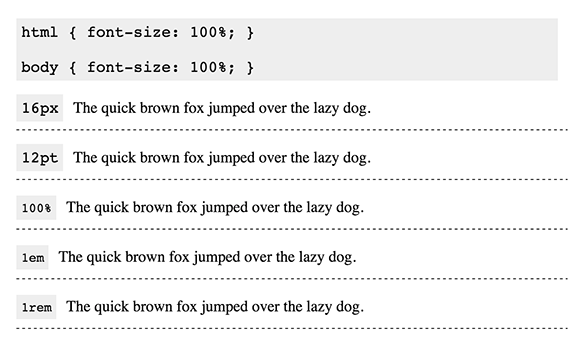 html { font-size: 100%; }
body { font-size: 100%; }
16px The quick brown fox jumped over the lazy dog.
12pt The quick brown fox jumped over the lazy dog.
100% The quick brown fox jumped over the lazy dog.
1em The quick brown fox jumped over the lazy dog.
1rem The quick brown fox jumped over the lazy dog.